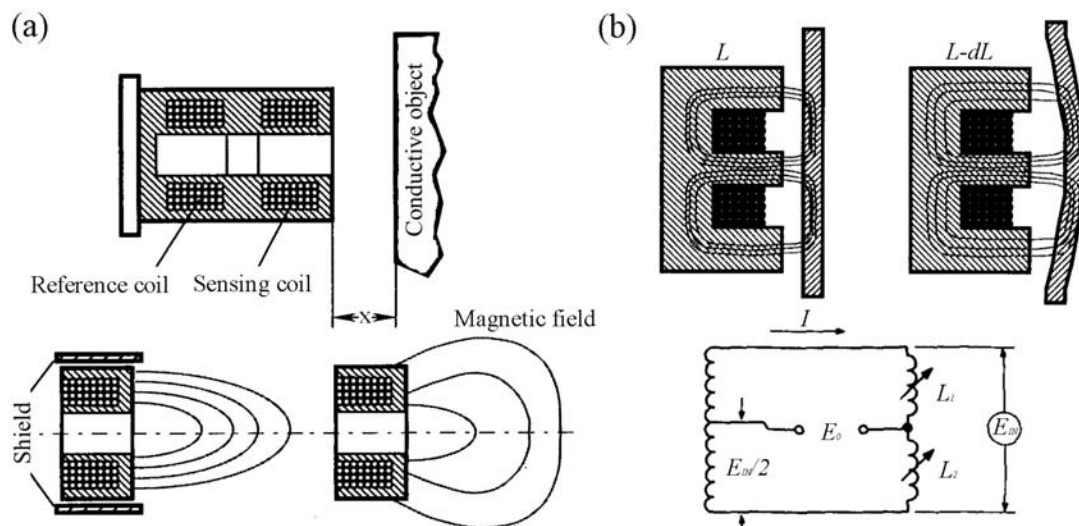 (a)
Conductive object
Reference coil
Sensing coil
x
Magnetic field
Shield
(b)
L
L-dL
I
L1
E0
EIN
EIN/2
L2